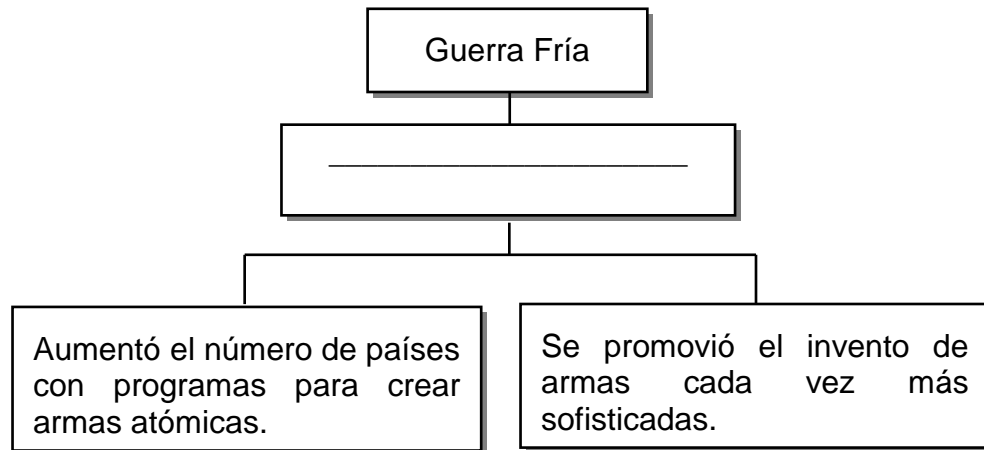 Guerra Fría
Aumentó el número de países
con programas para crear
armas atómicas.
Se promovió el invento de
armas cada vez más
sofisticadas.